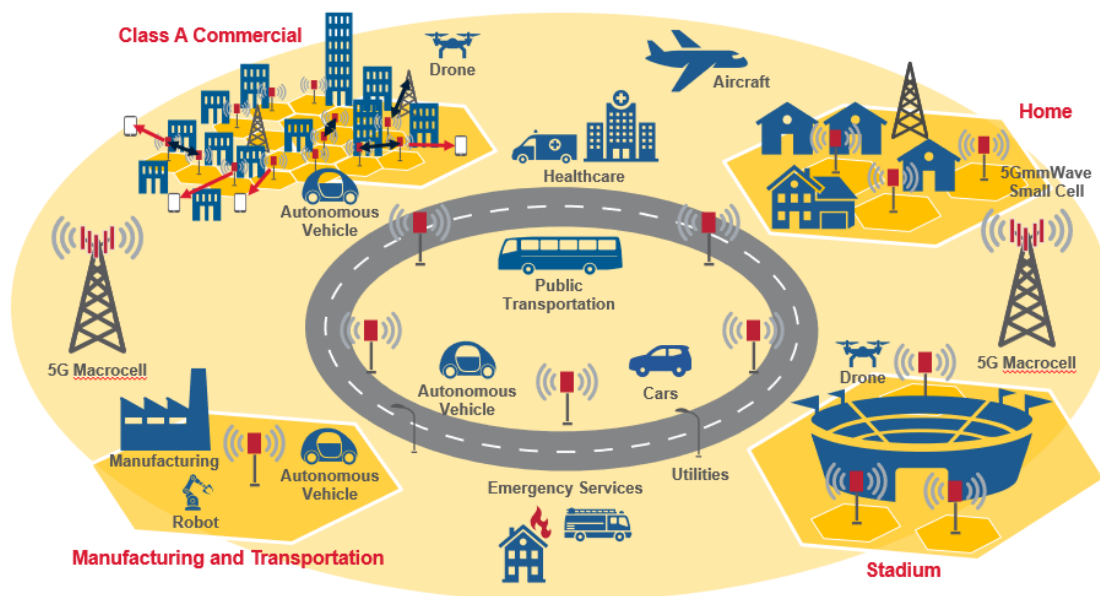 Class A Commercial
Drone
Aircraft
Home
Healthcare
5GmmWave
Small Cell
Autonomous
Vehicle
Public
Transportation
5G Macrocell
5G Macrocell
Drone
Autonomous
Vehicle
Cars
Manufacturing
Autonomous
Vehicle
Utilities
Robot
Emergency Services
Manufacturing and Transportation
Stadium